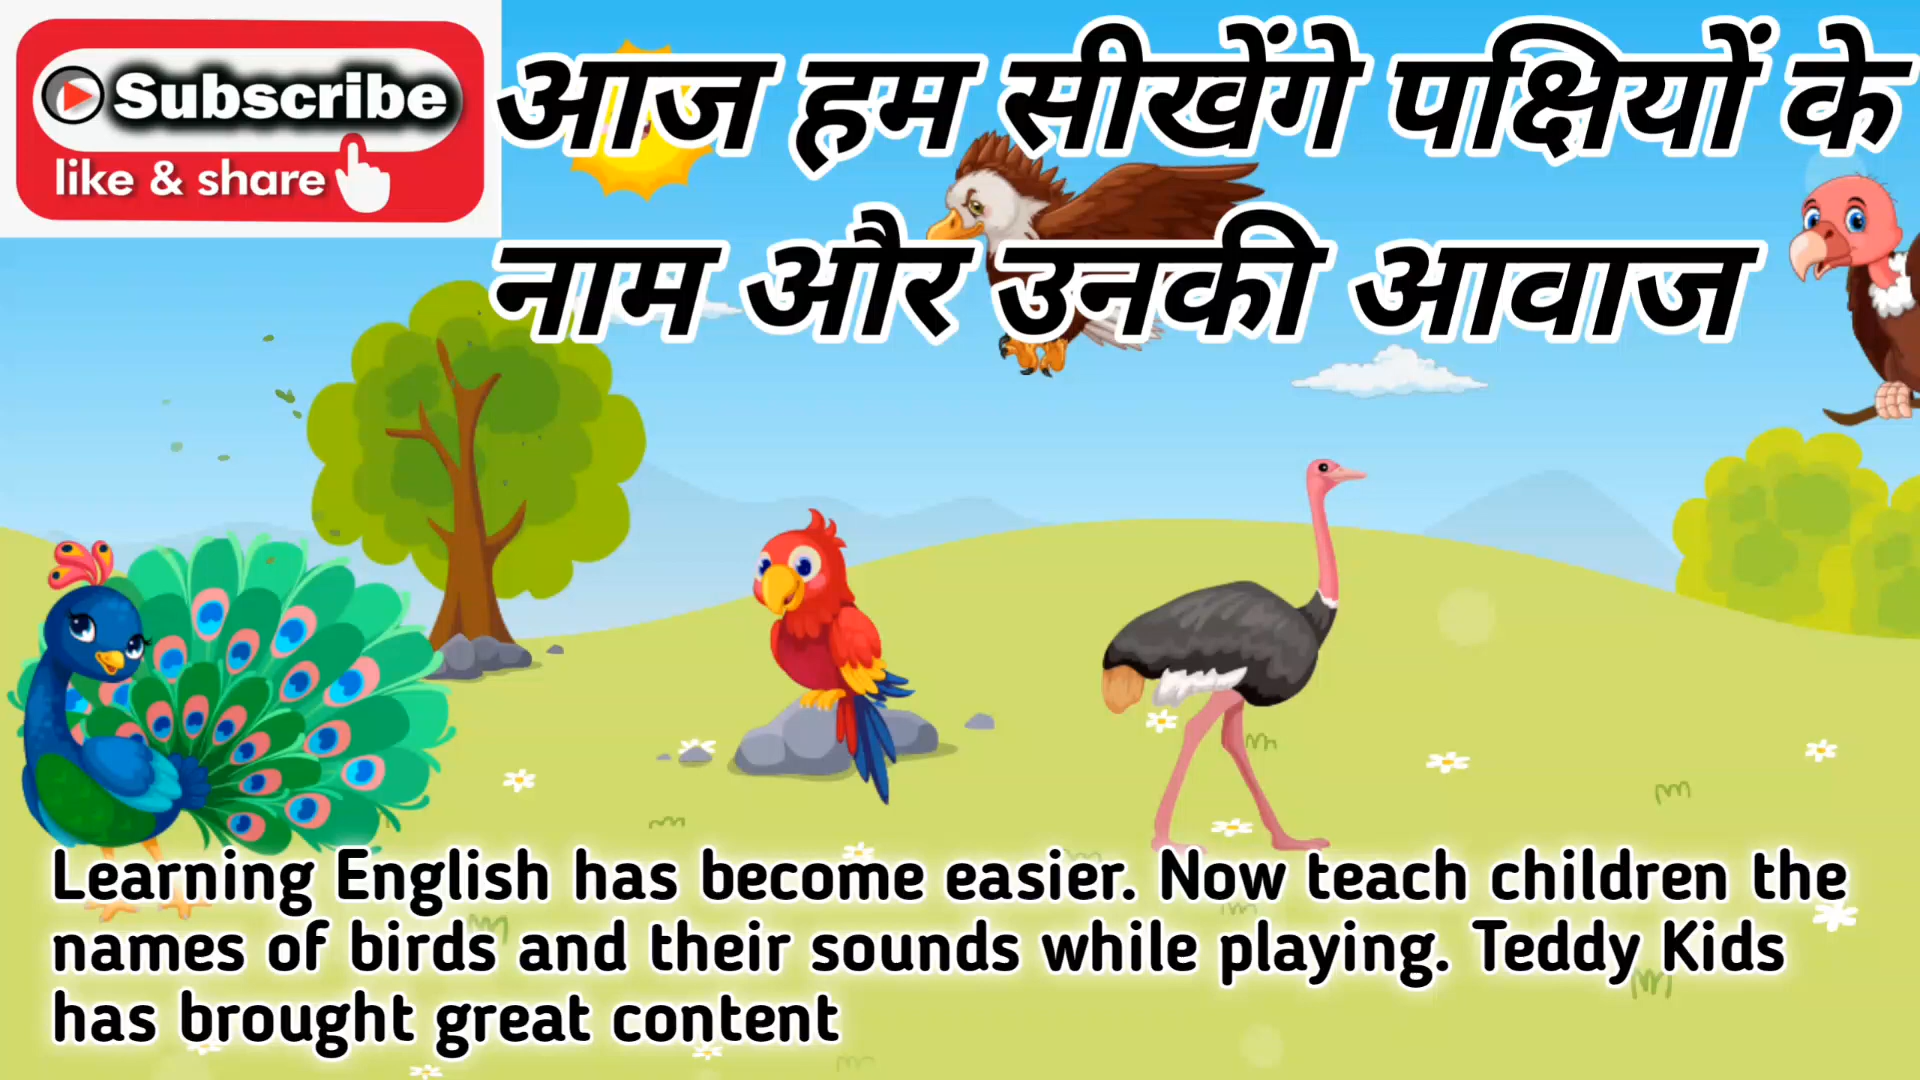 Subscribe
like & share
आज हम सीखेंगे पक्षियों के
नाम और उनकी आवाज
Learning English has become easier. Now teach children the
names of birds and their sounds while playing. Teddy Kids
has brought great content